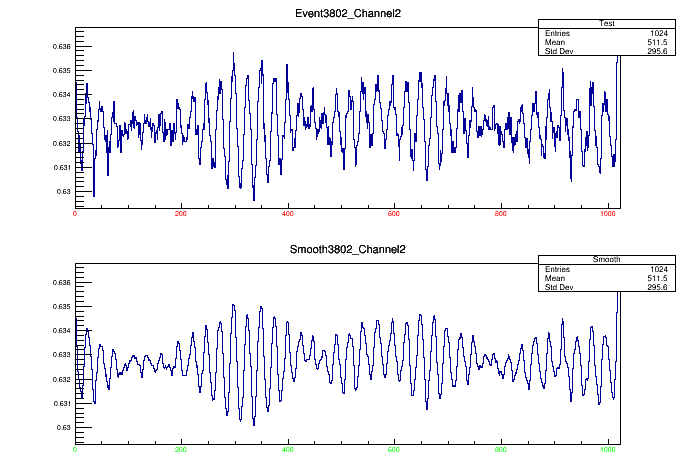 Event3802_Channel2
Test
Entries 1024
Mean 511.5
Std Dev 295.6
0.636
0.635
0.634
0.633
0.632
0.631
0.63
0 200 400 600 800 1000
Smooth3802_Channel2
Smooth
Entries 1024
Mean 511.5
Std Dev 295.6
0.636
0.635
0.634
0.633
0.632
0.631
0.63
0 200 400 600 800 1000